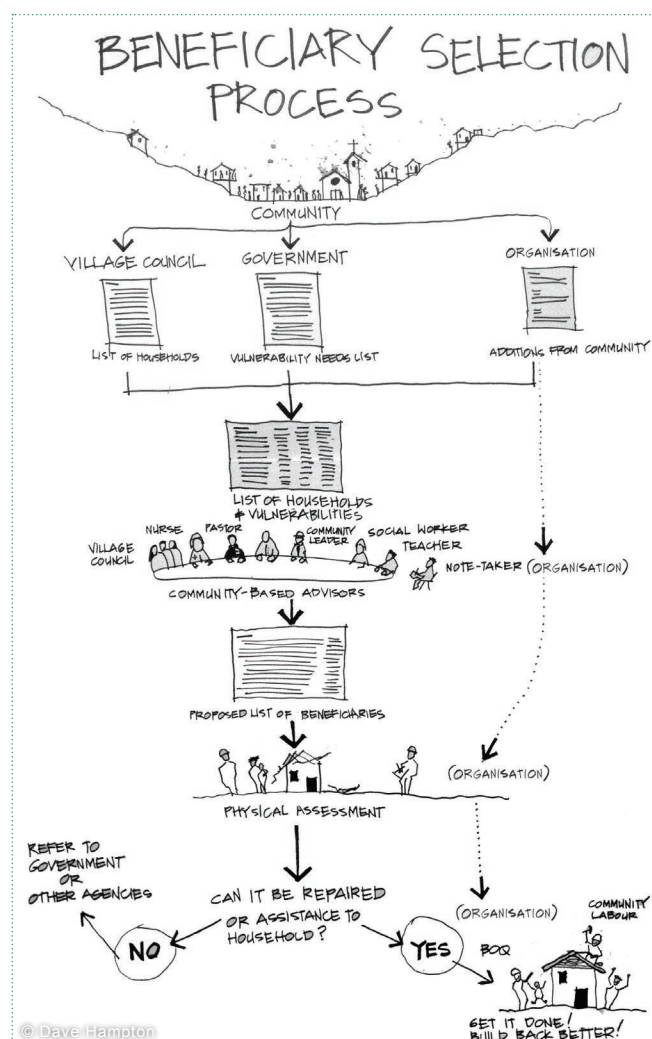 BENEFICIARY SELECTION
PROCESS
COMMUNITY
VILLAGE COUNCIL
GOVERNMENT
ORGANISATION
LIST OF HOUSEHOLDS
VULNERABILITY NEEDS LIST
ADDITIONS FROM COMMUNITY
LIST OF HOUSEHOLDS
& VULNERABILITIES
VILLAGE
COUNCIL
NURSE
PASTOR
COMMUNITY
LEADER
SOCIAL WORKER
TEACHER
NOTE-TAKER (ORGANISATION)
COMMUNITY-BASED ADVISORS
PROPOSED LIST OF BENEFICIARIES
(ORGANISATION)
PHYSICAL ASSESSMENT
REFER TO
GOVERNMENT
OR
OTHER AGENCIES
CAN IT BE REPAIRED
OR ASSISTANCE TO
HOUSEHOLD?
NO
YES
(ORGANISATION)
BOQ
COMMUNITY
LABOUR
GET IT DONE!
BUILD BACK BETTER!
© Dave Hampton